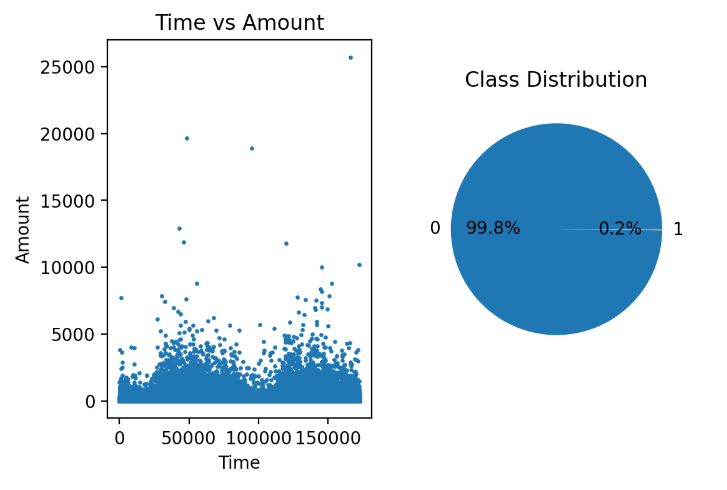 Time vs Amount
25000
20000
15000
10000
5000
0
Amount
0 50000 100000 150000
Time
Class Distribution
0 99.8% 0.2% 1